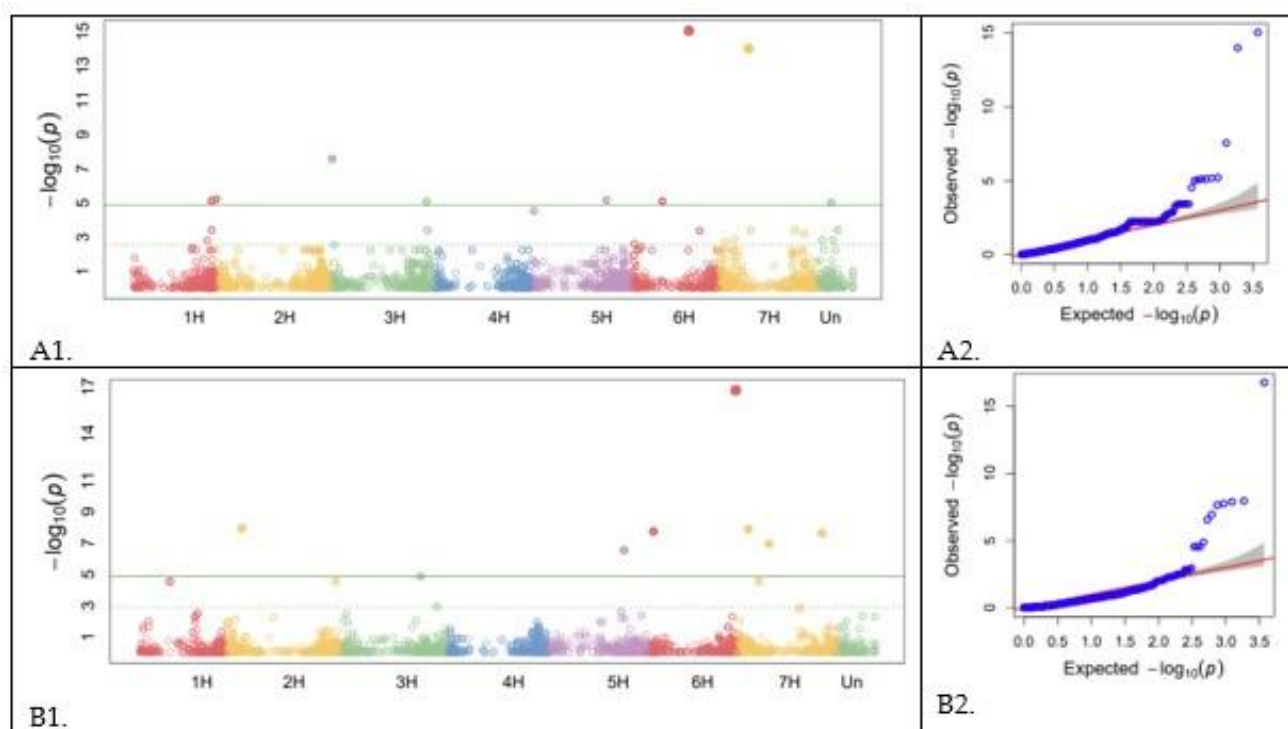 15
13
11
9
7
5
3
1
−log10(p)
1H 2H 3H 4H 5H 6H 7H Un
A1.
15
10
5
0
Observed −log10(p)
0.0 0.5 1.0 1.5 2.0 2.5 3.0 3.5
Expected −log10(p)
A2.
17
14
11
9
7
5
3
1
−log10(p)
1H 2H 3H 4H 5H 6H 7H Un
B1.
15
10
5
0
Observed −log10(p)
0.0 0.5 1.0 1.5 2.0 2.5 3.0 3.5
Expected −log10(p)
B2.